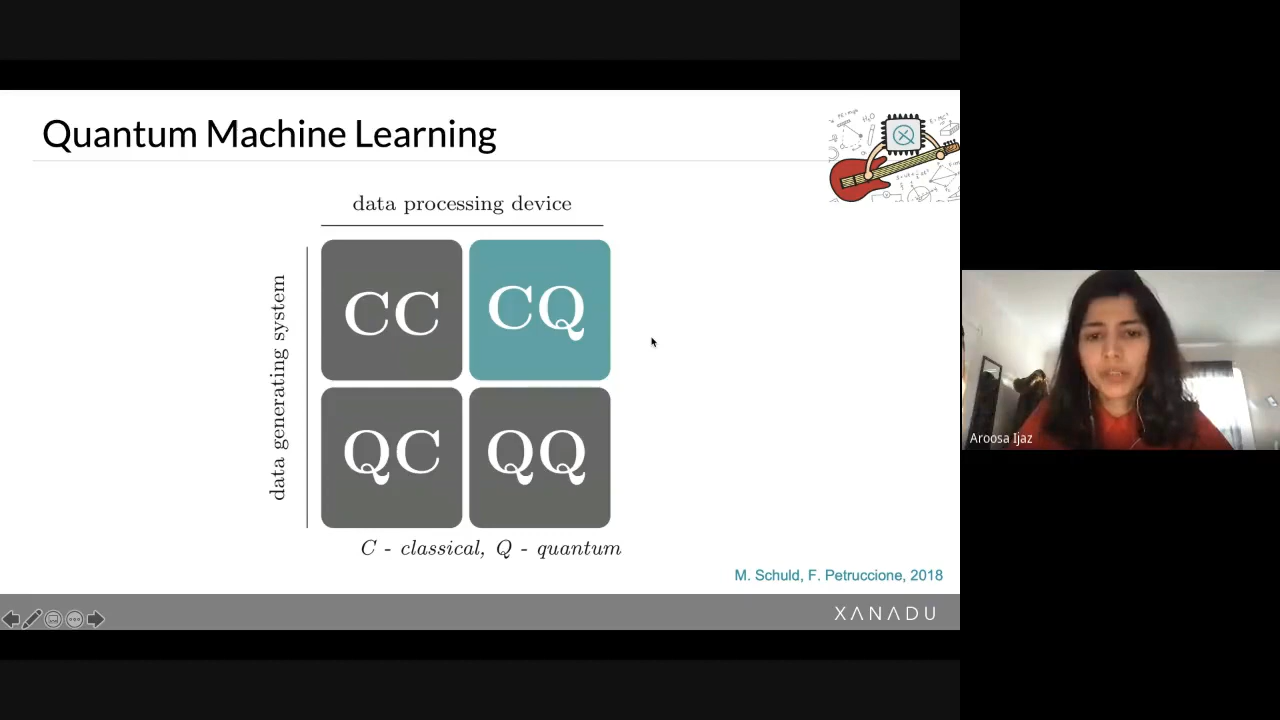 Quantum Machine Learning
data processing device
data generating system
CC
CQ
QC
QQ
C - classical, Q - quantum
M. Schuld, F. Petruccione, 2018
XANADU
Aroosa Ijaz